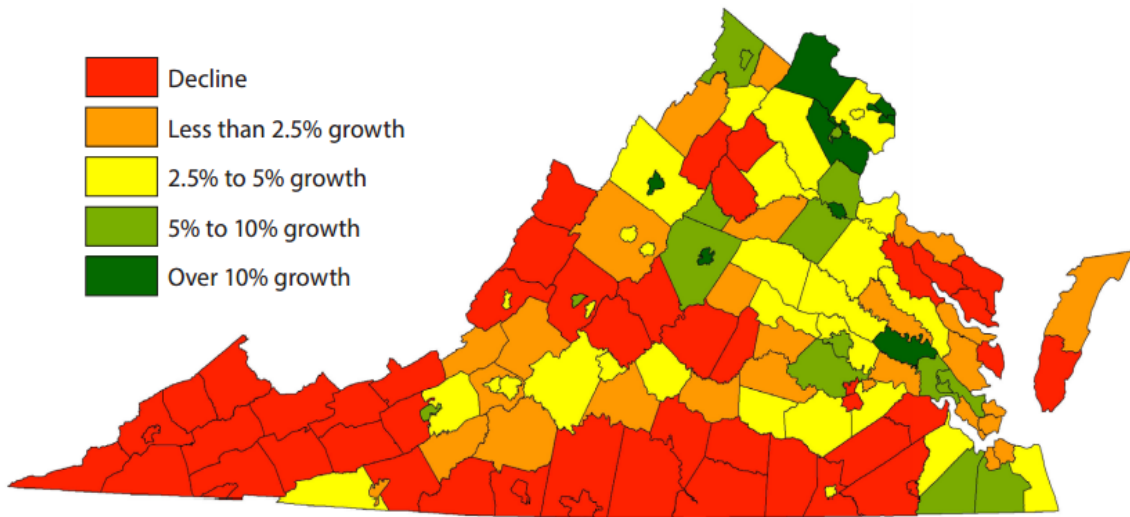 Decline
Less than 2.5% growth
2.5% to 5% growth
5% to 10% growth
Over 10% growth